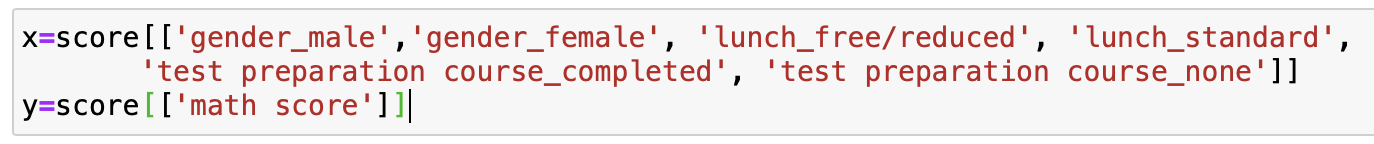 x=score[['gender_male','gender_female', 'lunch_free/reduced', 'lunch_standard',
'test preparation course_completed', 'test preparation course_none']]
y=score[['math score']]